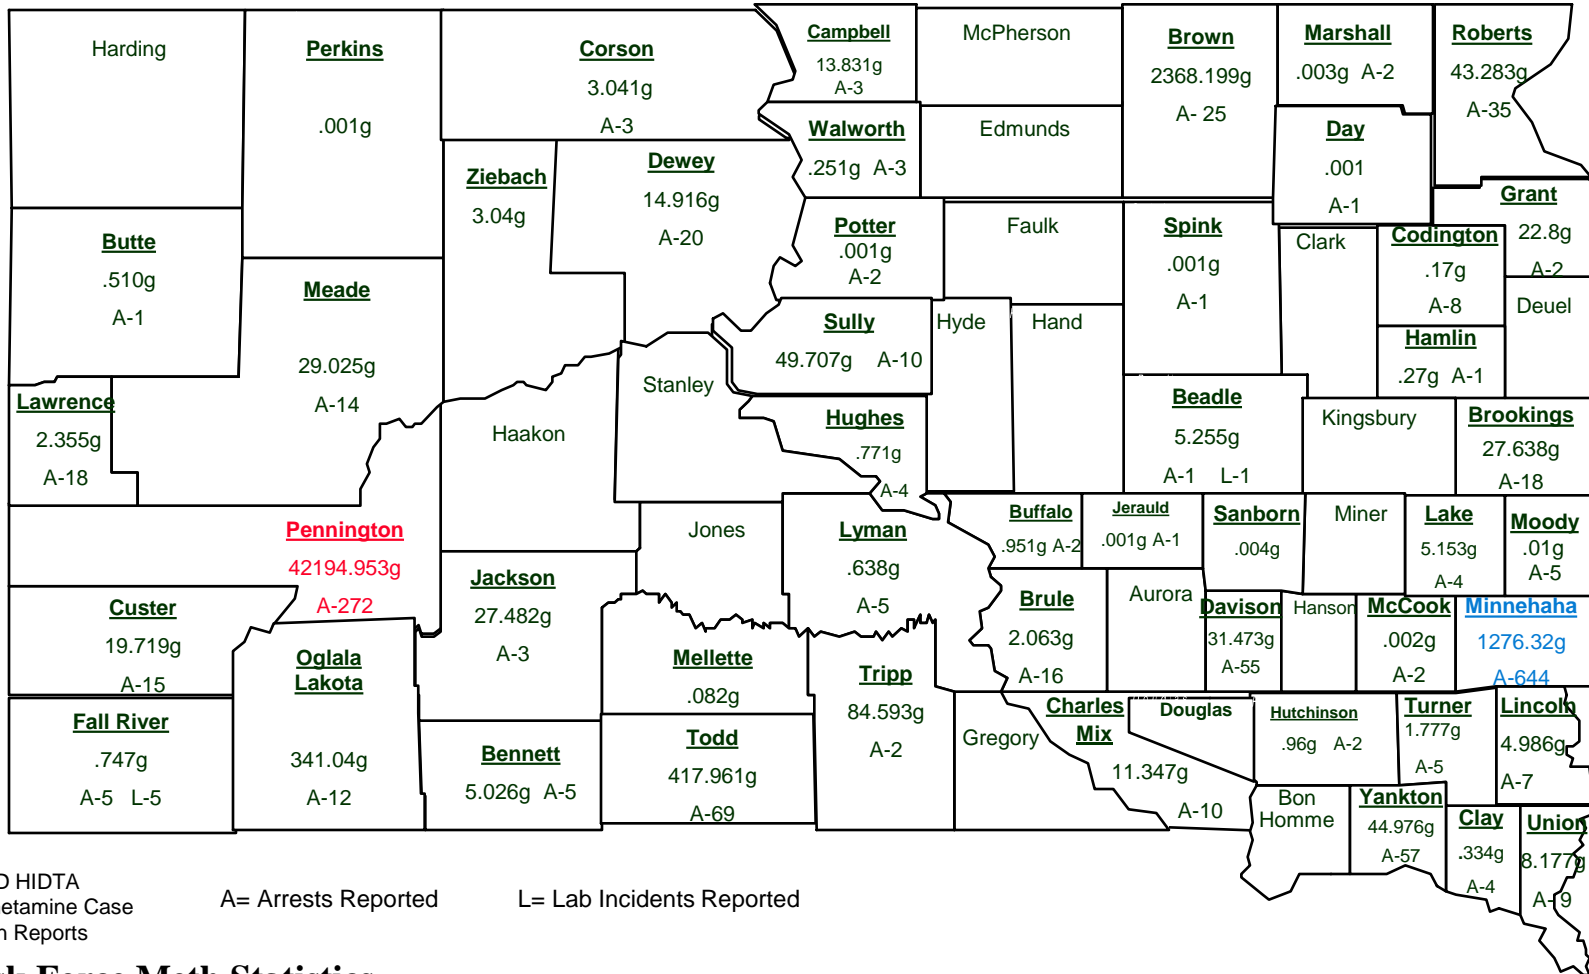 Harding
Perkins
.001g
Corson
3.041g
A-3
Campbell
13.831g
A-3
McPherson
Brown
2368.199g
A- 25
Marshall
.003g A-2
Roberts
43.283g
A-35
Walworth
.251g A-3
Edmunds
Day
.001
A-1
Ziebach
3.04g
Dewey
14.916g
A-20
Grant
22.8g
A-2
Butte
.510g
A-1
Meade
29.025g
A-14
Potter
.001g
A-2
Faulk
Spink
.001g
A-1
Clark
Codington
.17g
A-8
Deuel
Sully
49.707g A-10
Hyde
Hand
Hamlin
.27g A-1
Lawrence
2.355g
A-18
Haakon
Stanley
Hughes
.771g
A-4
Beadle
5.255g
A-1 L-1
Kingsbury
Brookings
27.638g
A-18
Pennington
42194.953g
A-272
Jones
Lyman
.638g
A-5
Buffalo
.951g A-2
Jerauld
.001g A-1
Sanborn
.004g
Miner
Lake
5.153g
A-4
Moody
.01g
A-5
Custer
19.719g
A-15
Jackson
27.482g
A-3
Brule
2.063g
A-16
Aurora
Davison
31.473g
A-55
Hanson
McCook
.002g
A-2
Minnehaha
1276.32g
A-644
Oglala
Lakota
341.04g
A-12
Mellette
.082g
Tripp
84.593g
A-2
Fall River
.747g
A-5 L-5
Bennett
5.026g A-5
Todd
417.961g
A-69
Gregory
Charles
Mix
11.347g
A-10
Douglas
Hutchinson
.96g A-2
Turner
1.777g
A-5
Lincoln
4.986g
A-7
Bon
Homme
Yankton
44.976g
A-57
Clay
.334g
A-4
Union
8.177g
A-9
D HIDTA
etamine Case
n Reports
A= Arrests Reported
L= Lab Incidents Reported
k Force Meth Statistics